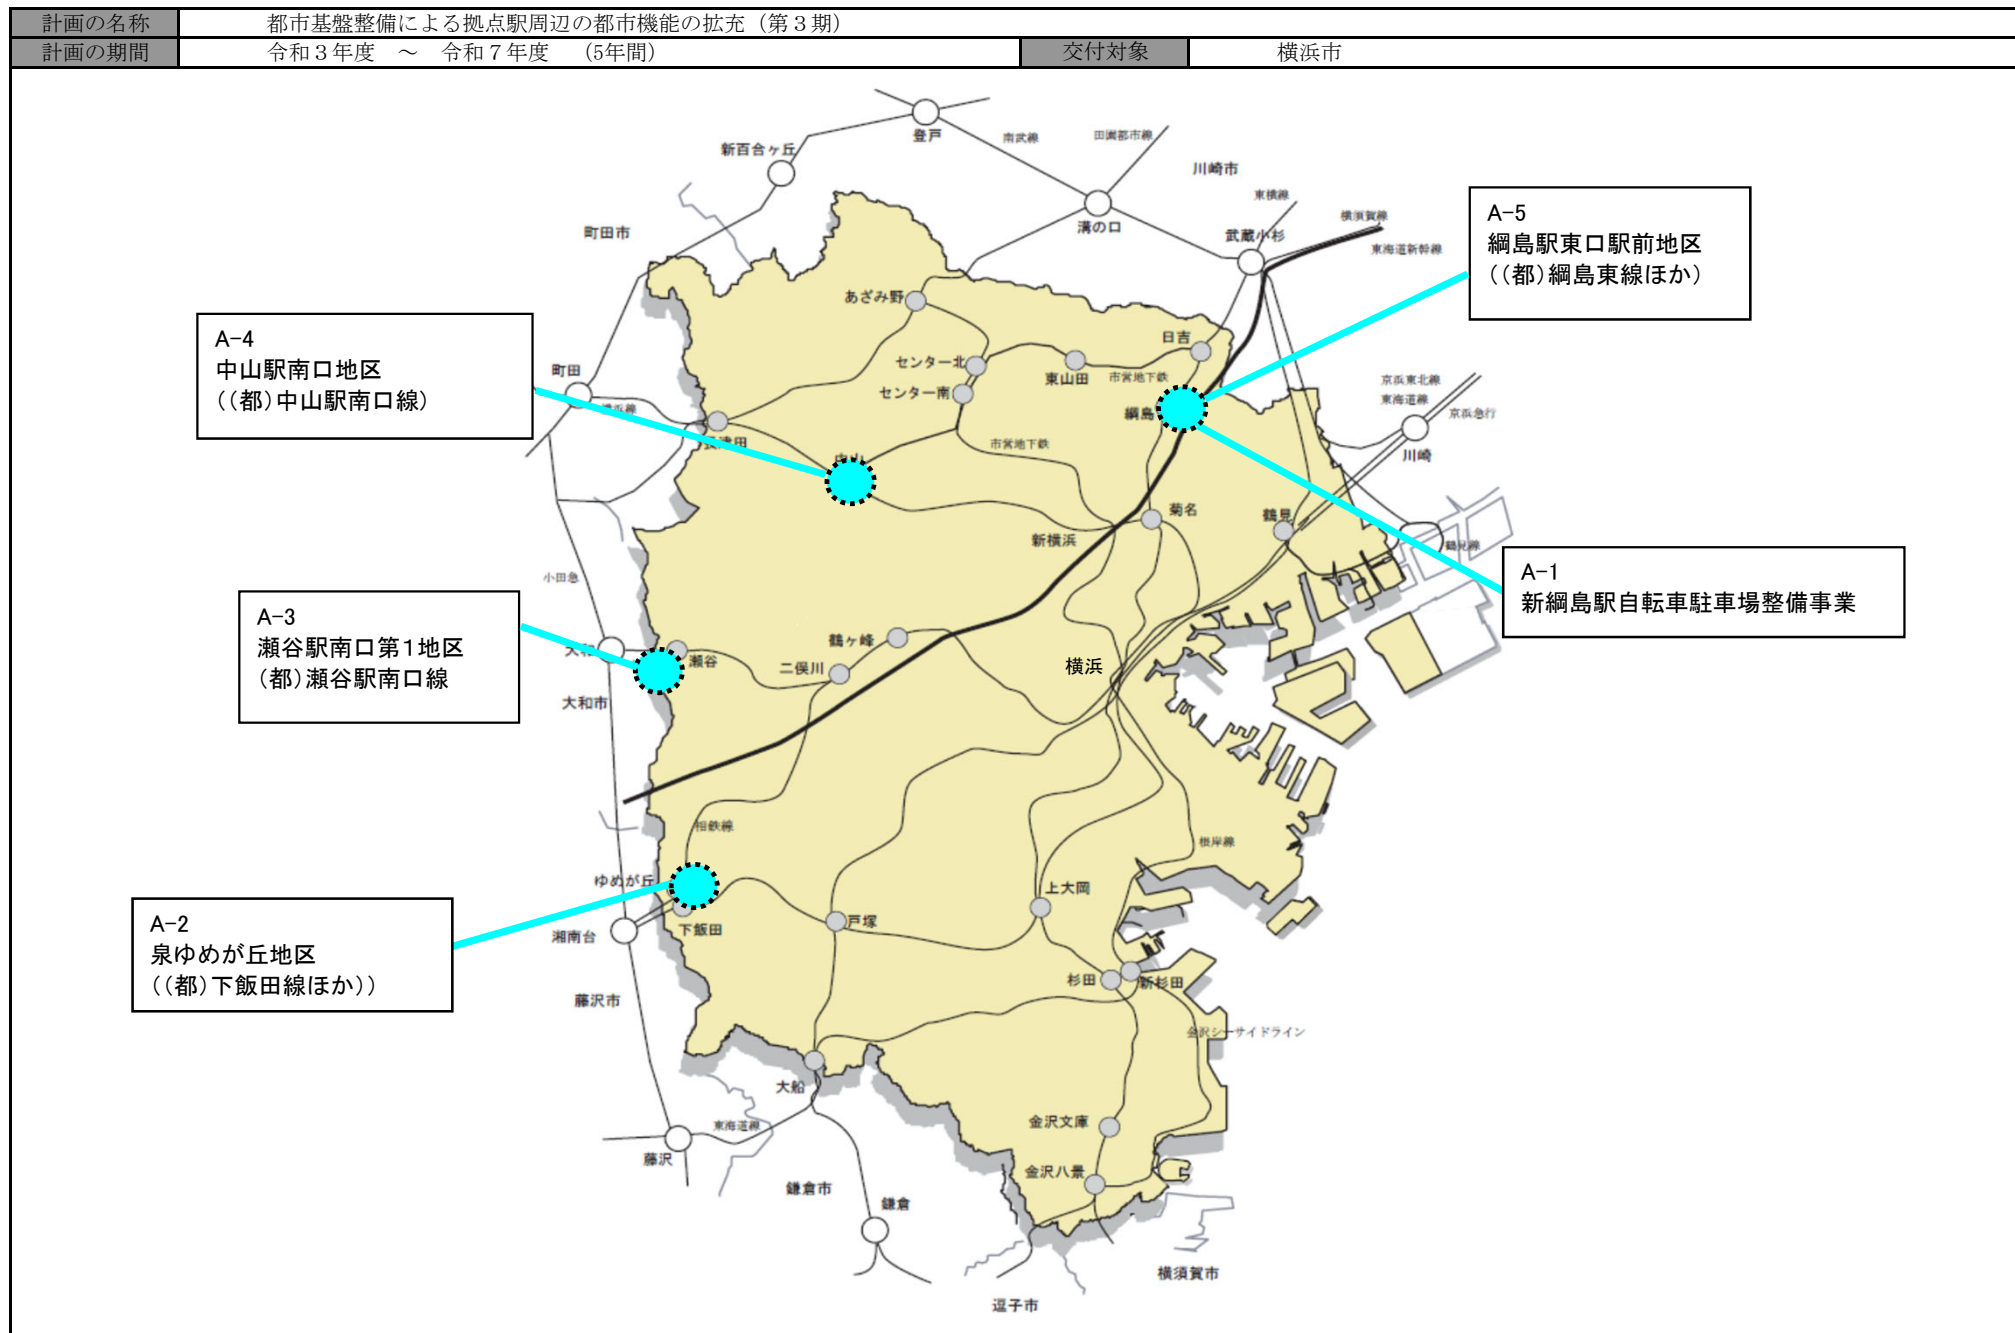 計画の名称 都市基盤整備による拠点駅周辺の都市機能の拡充（第３期）
計画の期間 令和３年度 ～ 令和７年度 （5年間） 交付対象 横浜市
登戸
南武線
田園都市線
新百合ヶ丘
川崎市
東横線
横須賀線
町田市
溝の口
武蔵小杉
東海道新幹線
A-5
綱島駅東口駅前地区
（（都）綱島東線ほか）
あざみ野
A-4
中山駅南口地区
（（都）中山駅南口線）
日吉
センター北
東山田
市営地下鉄
町田
センター南
京浜東北線
東海道線
京浜急行
横浜線
綱島
長津田
市営地下鉄
川崎
中山
菊名
鶴見
新横浜
鶴見線
小田急
A-1
新綱島駅自転車駐車場整備事業
A-3
瀬谷駅南口第１地区
（都）瀬谷駅南口線
鶴ヶ峰
大和
瀬谷
二俣川
横浜
大和市
相鉄線
根岸線
ゆめが丘
上大岡
A-2
泉ゆめが丘地区
（（都）下飯田線ほか））
湘南台
下飯田
戸塚
杉田
新杉田
藤沢市
金沢シーサイドライン
大船
東海道線
金沢文庫
藤沢
金沢八景
鎌倉市
鎌倉
横須賀市
逗子市